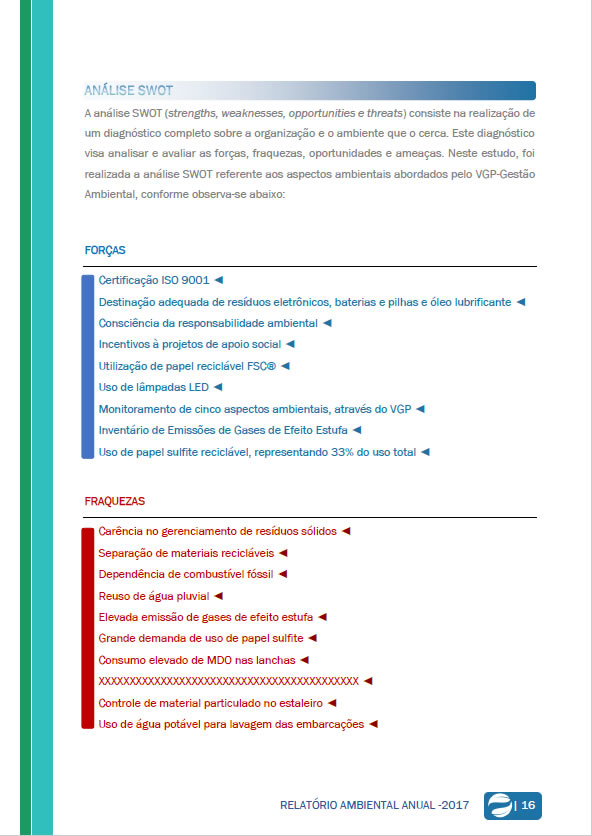 ANÁLISE SWOT
A análise SWOT (strengths, weaknesses, opportunities e threats) consiste na realização de
um diagnóstico completo sobre a organização e o ambiente que o cerca. Este diagnóstico
visa analisar e avaliar as forças, fraquezas, oportunidades e ameaças. Neste estudo, foi
realizada a análise SWOT referente aos aspectos ambientais abordados pelo VGP-Gestão
Ambiental, conforme observa-se abaixo:
FORÇAS
Certificação ISO 9001 ◄
Destinação adequada de resíduos eletrônicos, baterias e pilhas e óleo lubrificante ◄
Consciência da responsabilidade ambiental ◄
Incentivos à projetos de apoio social ◄
Utilização de papel reciclável FSC® ◄
Uso de lâmpadas LED ◄
Monitoramento de cinco aspectos ambientais, através do VGP ◄
Inventário de Emissões de Gases de Efeito Estufa ◄
Uso de papel sulfite reciclável, representando 33% do uso total ◄
FRAQUEZAS
Carência no gerenciamento de resíduos sólidos ◄
Separação de materiais recicláveis ◄
Dependência de combustível fóssil ◄
Reuso de água pluvial ◄
Elevada emissão de gases de efeito estufa ◄
Grande demanda de uso de papel sulfite ◄
Consumo elevado de MDO nas lanchas ◄
XXXXXXXXXXXXXXXXXXXXXXXXXXXXXXXXXXXXXXXXXX ◄
Controle de material particulado no estaleiro ◄
Uso de água potável para lavagem das embarcações ◄
RELATÓRIO AMBIENTAL ANUAL -2017 | 16